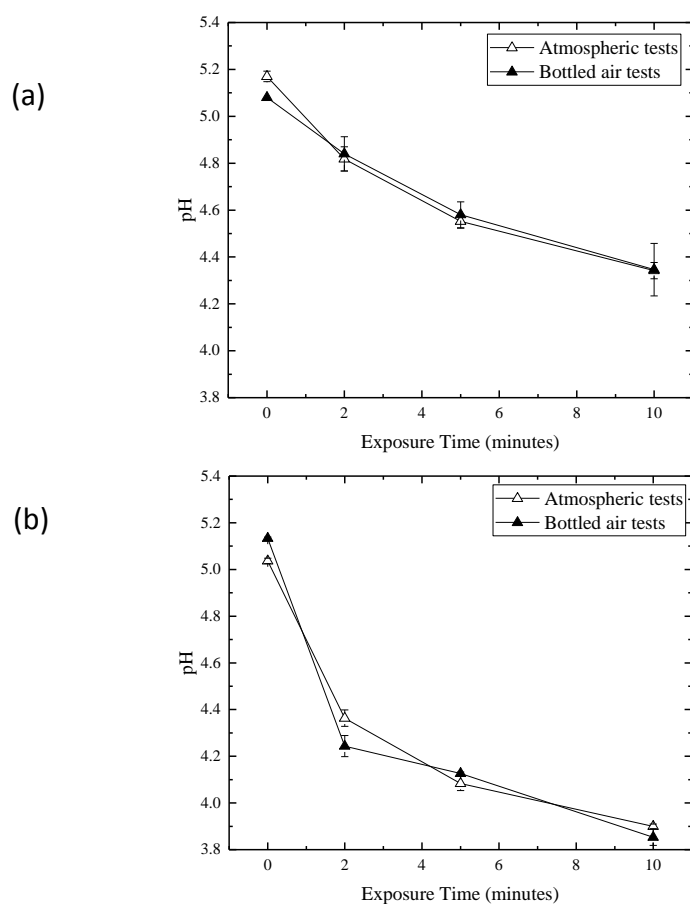 (a)
5.4
5.2
5.0
4.8
4.6
4.4
4.2
4.0
3.8
pH
Atmospheric tests
Bottled air tests
0 2 4 6 8 10
Exposure Time (minutes)
(b)
5.4
5.2
5.0
4.8
4.6
4.4
4.2
4.0
3.8
pH
Atmospheric tests
Bottled air tests
0 2 4 6 8 10
Exposure Time (minutes)